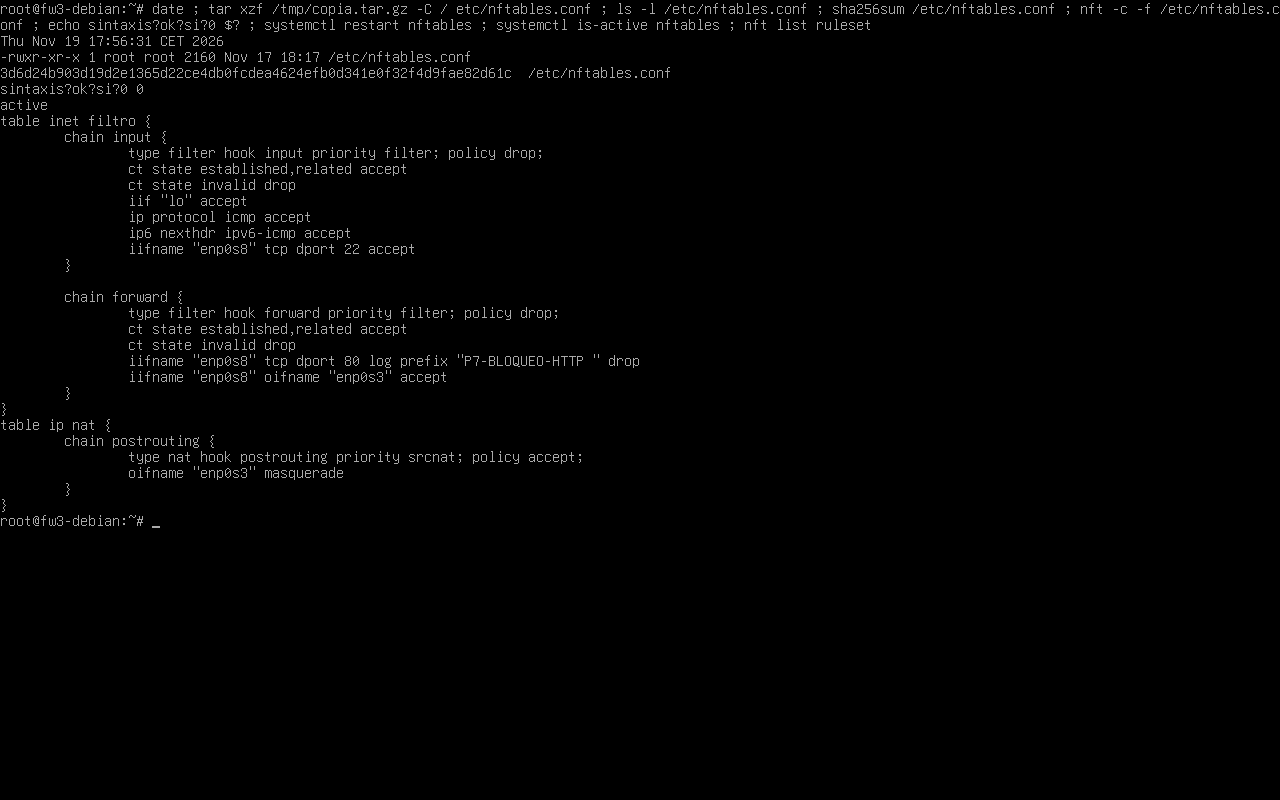 root@fw3-debian:~# date ; tar xzf /tmp/copia.tar.gz -C / etc/nftables.conf ; ls -l /etc/nftables.conf ; sha256sum /etc/nftables.conf ; nft -c -f /etc/nftables.c
onf ; echo sintaxis?ok?si?0 $? ; systemctl restart nftables ; systemctl is-active nftables ; nft list ruleset
Thu Nov 19 17:56:31 CET 2026
-rwxr-xr-x 1 root root 2160 Nov 17 18:17 /etc/nftables.conf
3d6d24b903d19d2e1365d22ce4db0fcdea4624efb0d341e0f32f4d9fae82d61c  /etc/nftables.conf
sintaxis?ok?si?0 0
active
table inet filtro {
        chain input {
                type filter hook input priority filter; policy drop;
                ct state established,related accept
                ct state invalid drop
                iif "lo" accept
                ip protocol icmp accept
                ip6 nexthdr ipv6-icmp accept
                iifname "enp0s8" tcp dport 22 accept
        }

        chain forward {
                type filter hook forward priority filter; policy drop;
                ct state established,related accept
                ct state invalid drop
                iifname "enp0s8" tcp dport 80 log prefix "P7-BLOQUEO-HTTP " drop
                iifname "enp0s8" oifname "enp0s3" accept
        }
}
table ip nat {
        chain postrouting {
                type nat hook postrouting priority srcnat; policy accept;
                oifname "enp0s3" masquerade
        }
}
root@fw3-debian:~# _